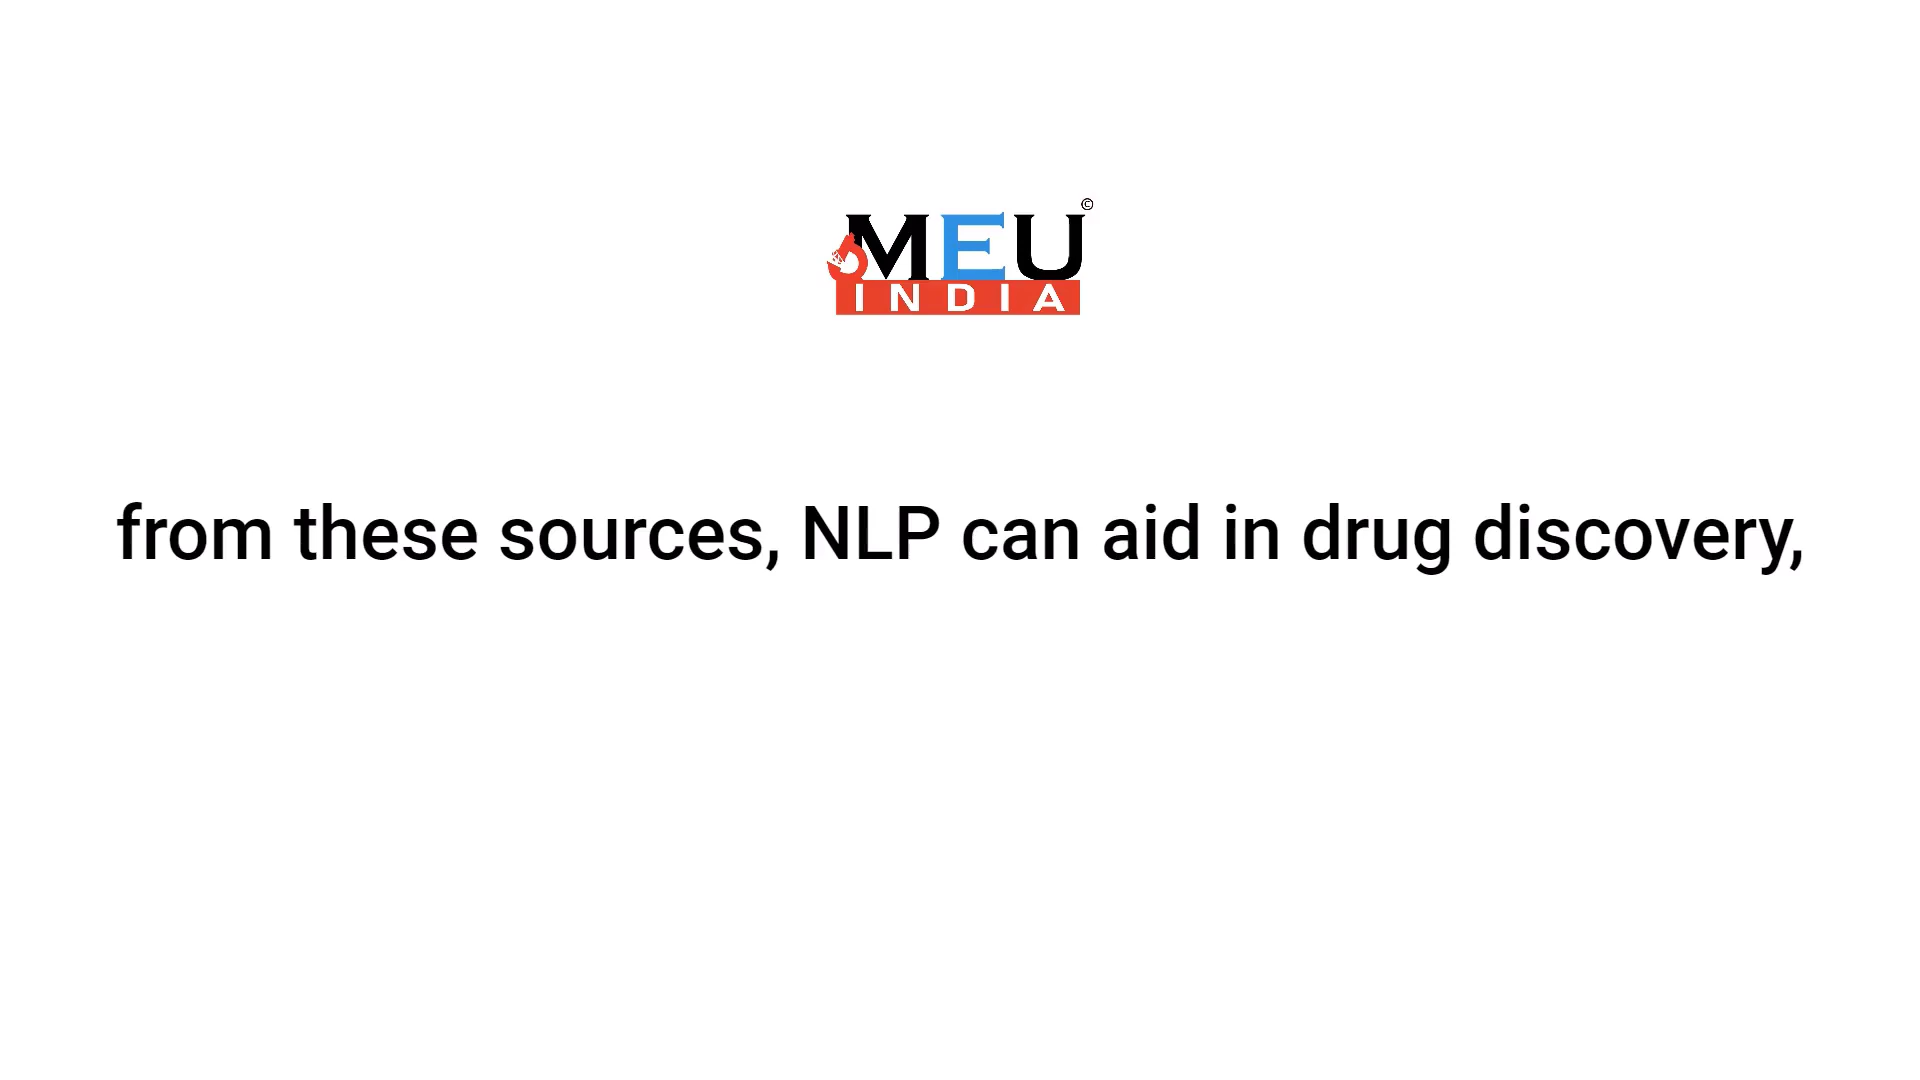 MEU©
INDIA
from these sources, NLP can aid in drug discovery,